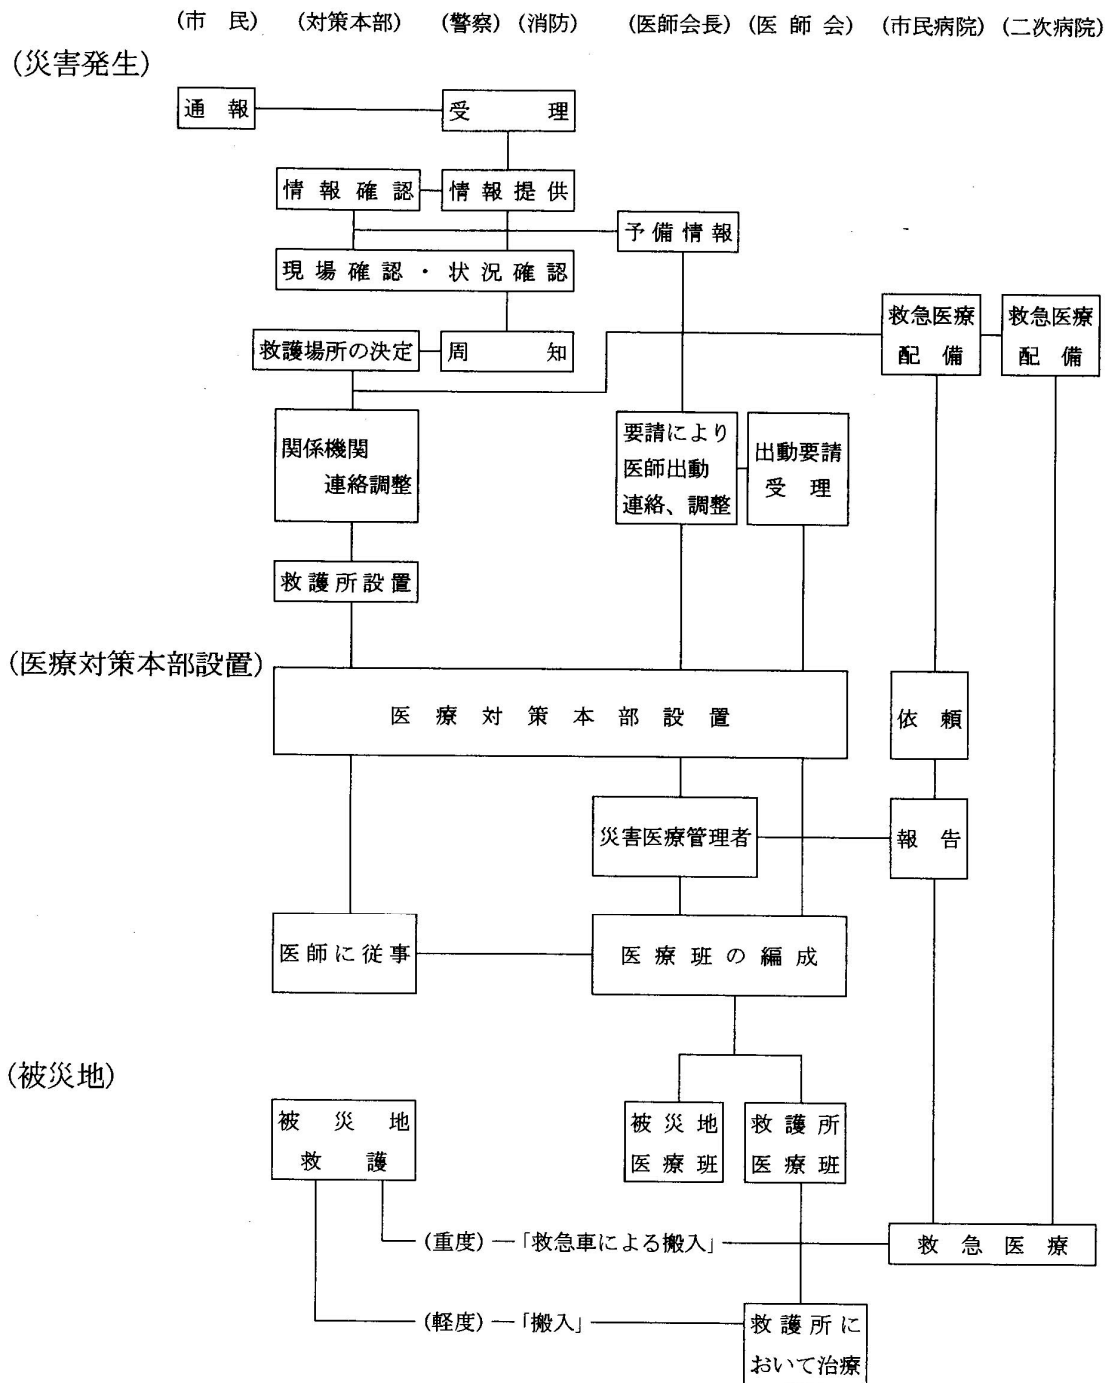 (市　民)　(対策本部)　(警察)　(消防)　(医師会長)　(医 師 会)　(市民病院)　(二次病院)
(災害発生)
通　報　受　　理
情 報 確 認　情 報 提 供
予 備 情 報
現 場 確 認 ・ 状 況 確 認
救急医療　救急医療
配　備　配　備
救護場所の決定　周　　知
関係機関
連絡調整
要請により
医師出動
連絡、調整
出動要請
受　理
救 護 所 設 置
(医療対策本部設置)
医 療 対 策 本 部 設 置
依　頼
災害医療管理者
報　告
医 師 に 従 事　医 療 班 の 編 成
(被災地)
被　災　地
救　　護
被 災 地
医 療 班
救 護 所
医 療 班
(重度)―「救急車による搬入」　救 急 医 療
(軽度)―「搬入」
救 護 所 に
おいて治療